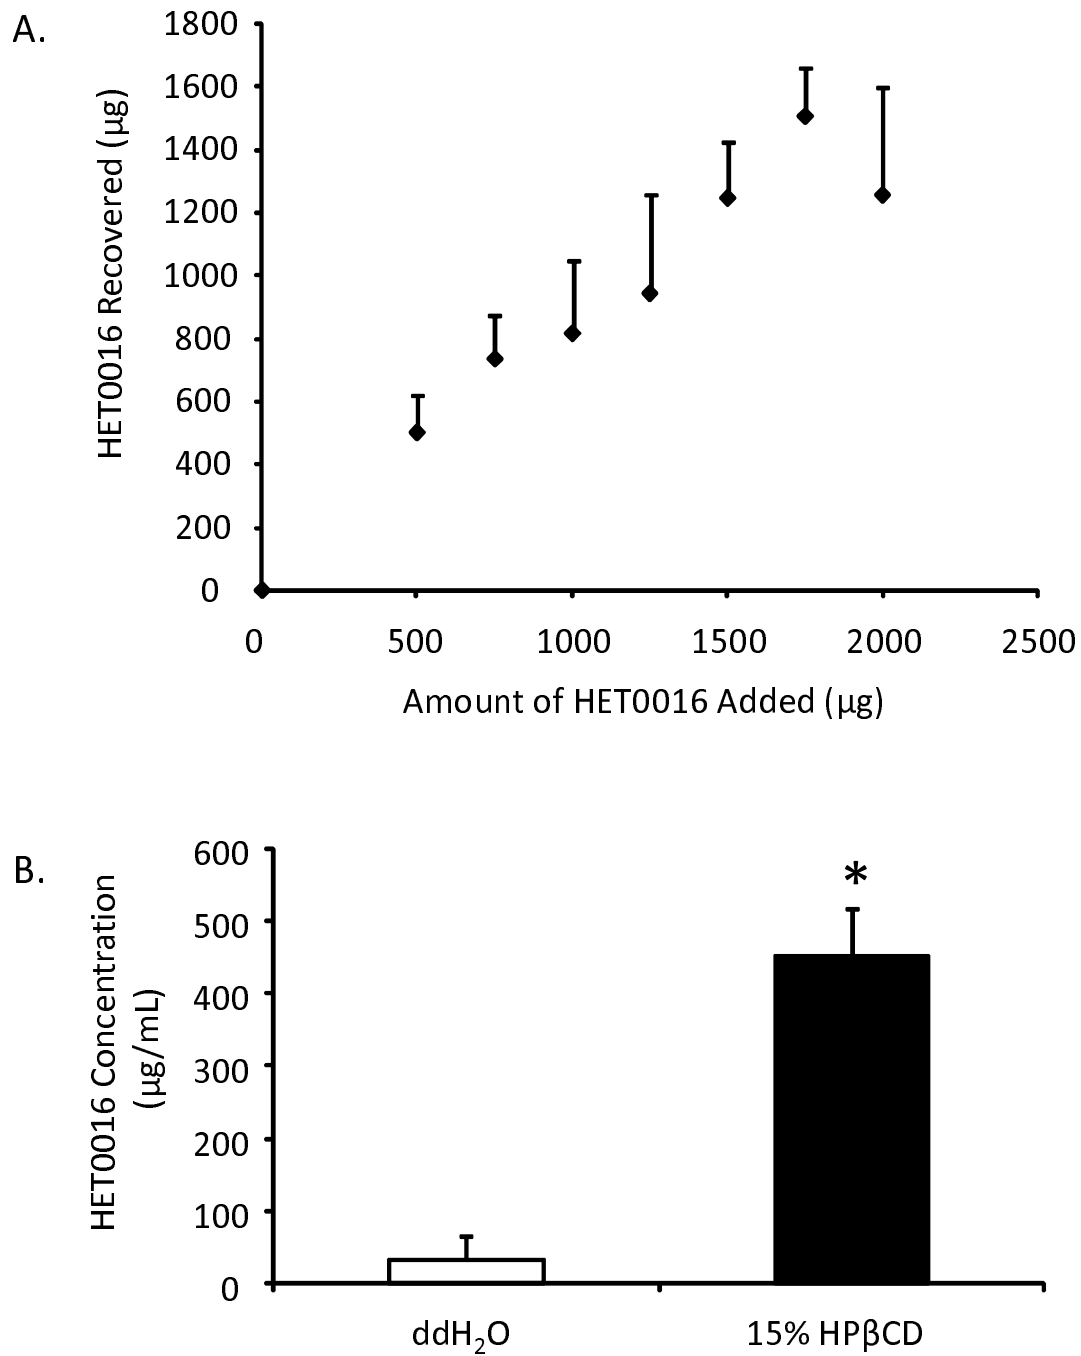 A.
HET0016 Recovered (µg)
1800
1600
1400
1200
1000
800
600
400
200
0
0 500 1000 1500 2000 2500
Amount of HET0016 Added (µg)
B.
HET0016 Concentration
(µg/mL)
600
500
400
300
200
100
0
*
ddH₂O 15% HPβCD